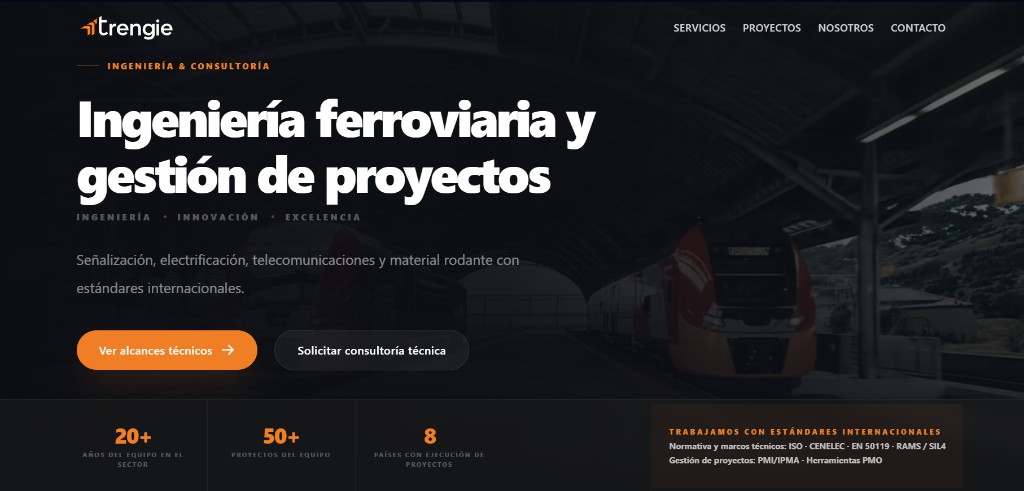 trengie
SERVICIOS PROYECTOS NOSOTROS CONTACTO
INGENIERÍA & CONSULTORÍA
Ingeniería ferroviaria y
gestión de proyectos
INGENIERÍA • INNOVACIÓN • EXCELENCIA
Señalización, electrificación, telecomunicaciones y material rodante con
estándares internacionales.
Ver alcances técnicos →
Solicitar consultoría técnica
20+
AÑOS DEL EQUIPO EN EL
SECTOR
50+
PROYECTOS DEL EQUIPO
8
PAÍSES CON EJECUCIÓN DE
PROYECTOS
TRABAJAMOS CON ESTÁNDARES INTERNACIONALES
Normativa y marcos técnicos: ISO · CENELEC · EN 50119 · RAMS / SIL4
Gestión de proyectos: PMI/IPMA · Herramientas PMO